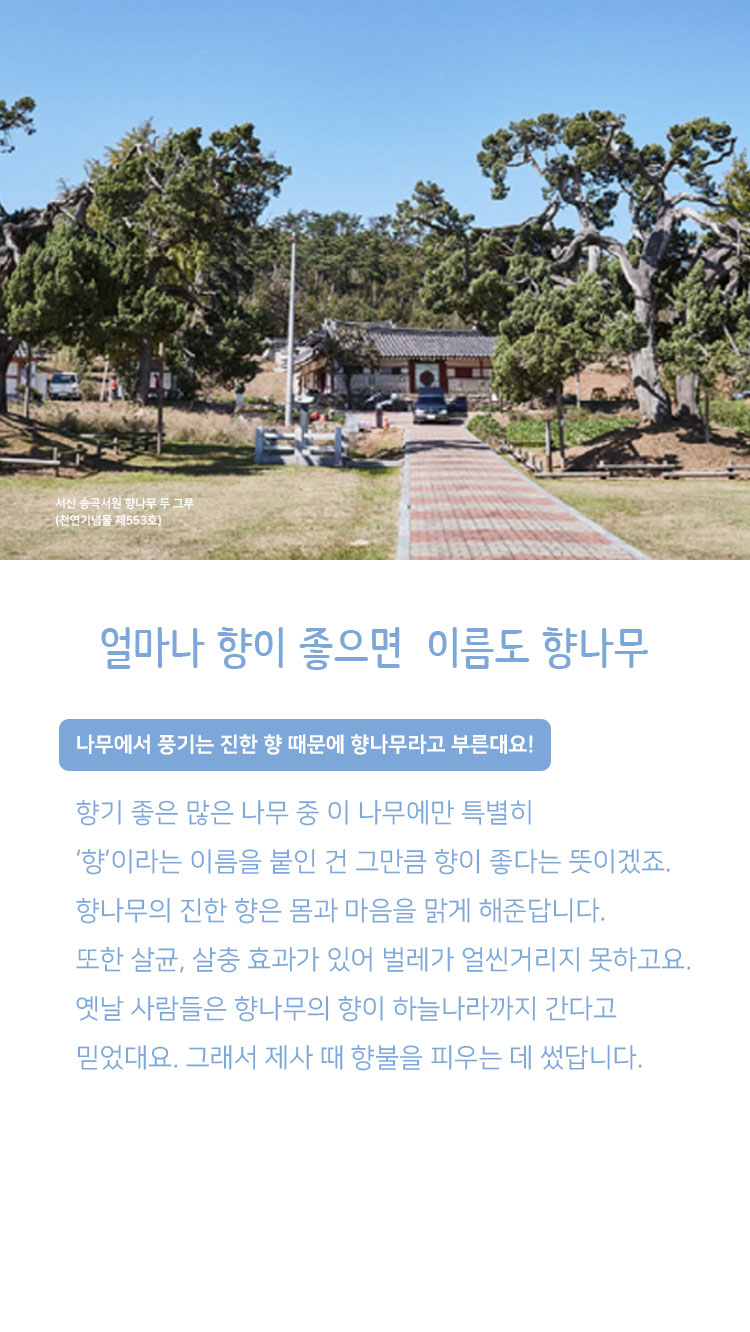 서산 송곡서원 향나무 두 그루
(천연기념물 제553호)
얼마나 향이 좋으면 이름도 향나무
나무에서 풍기는 진한 향 때문에 향나무라고 부른대요!
향기 좋은 많은 나무 중 이 나무에만 특별히
‘향’이라는 이름을 붙인 건 그만큼 향이 좋다는 뜻이겠죠.
향나무의 진한 향은 몸과 마음을 맑게 해준답니다.
또한 살균, 살충 효과가 있어 벌레가 얼씬거리지 못하고요.
옛날 사람들은 향나무의 향이 하늘나라까지 간다고
믿었대요. 그래서 제사 때 향불을 피우는 데 썼답니다.